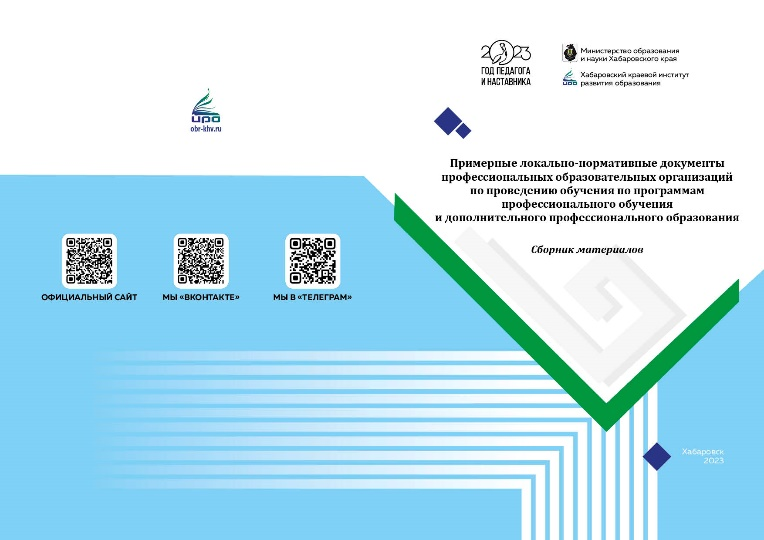 2023
ГОД ПЕДАГОГА
И НАСТАВНИКА
Министерство образования
и науки Хабаровского края
Хабаровский краевой институт
развития образования
ИРО
ИРО
obr-khv.ru
Примерные локально-нормативные документы
профессиональных образовательных организаций
по проведению обучения по программам
профессионального обучения
и дополнительного профессионального образования
Сборник материалов
ОФИЦИАЛЬНЫЙ САЙТ
МЫ «ВКОНТАКТЕ»
МЫ В «ТЕЛЕГРАМ»
Хабаровск
2023